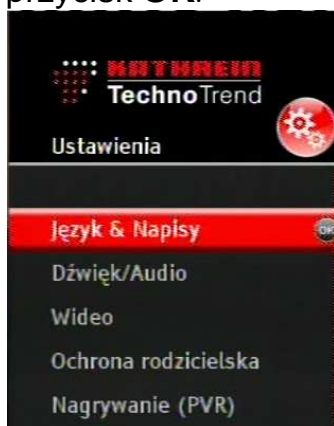 przycisk OK.
KATHREIN
TechnoTrend
Ustawienia
Język & Napisy
OK
Dźwięk/Audio
Wideo
Ochrona rodzicielska
Nagrywanie (PVR)